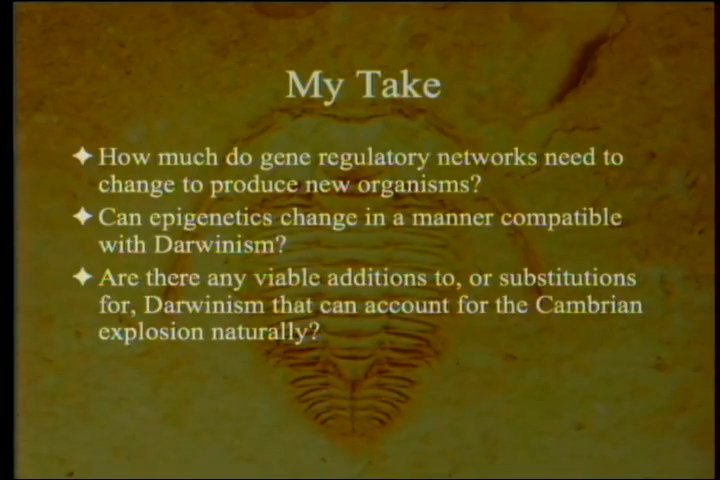 My Take
✦ How much do gene regulatory networks need to
change to produce new organisms?
✦ Can epigenetics change in a manner compatible
with Darwinism?
✦ Are there any viable additions to, or substitutions
for, Darwinism that can account for the Cambrian
explosion naturally?